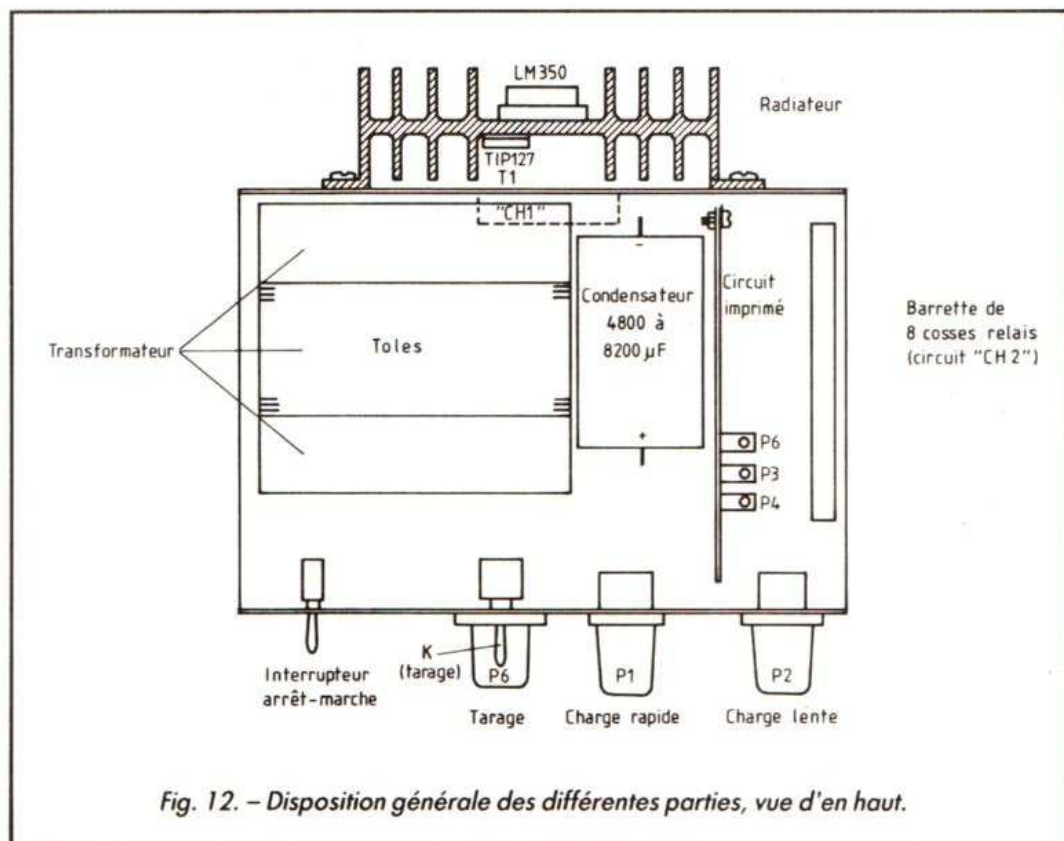 LM350
Radiateur
TIP127
T1
"CH1"
Condensateur
4800 à
8200 µF
-
+
Circuit
imprimé
Barrette de
8 cosses relais
(circuit "CH 2")
Transformateur
Toles
P6
P3
P4
Interrupteur
arrêt-marche
K
(tarage)
P6
Tarage
P1
Charge rapide
P2
Charge lente
Fig. 12. – Disposition générale des différentes parties, vue d'en haut.